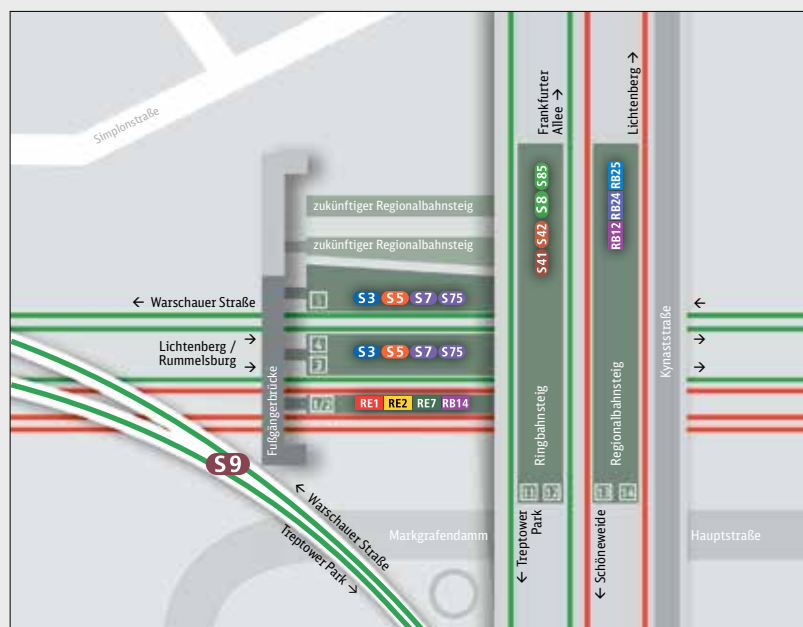 Simplonstraße
zukünftiger Regionalbahnsteig
zukünftiger Regionalbahnsteig
← Warschauer Straße
5
S3 S5 S7 S75
Lichtenberg / →
Rummelsburg →
4
3
S3 S5 S7 S75
1/2
RE1 RE2 RE7 RB14
Fußgängerbrücke
S9
← Warschauer Straße
Treptower Park →
Markgrafendamm
Frankfurter
Allee →
S41 S42 S8 S85
Ringbahnsteig
11 12
← Treptower
Park
Lichtenberg →
RB12 RB24 RB25
Regionalbahnsteig
13 14
← Schöneweide
Kynaststraße
←
→
→
Hauptstraße